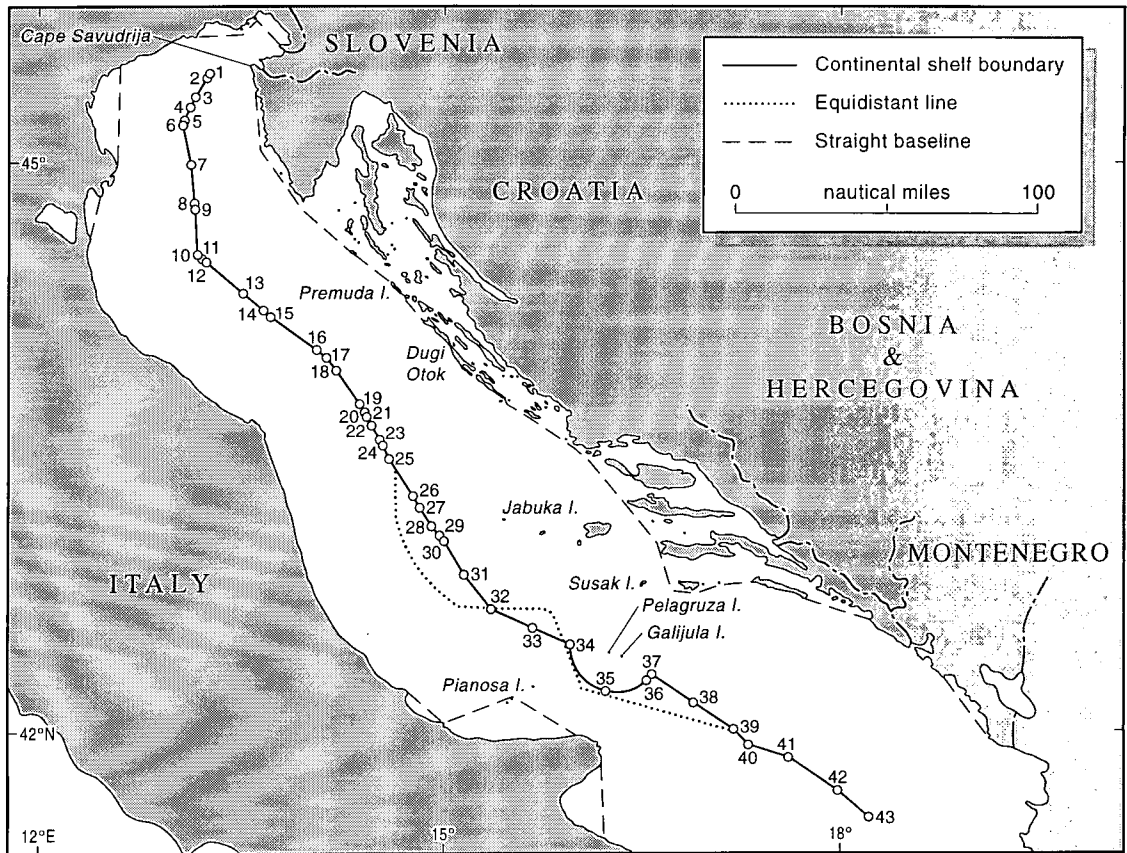 Cape Savudrija
SLOVENIA
Continental shelf boundary
Equidistant line
Straight baseline
0 nautical miles 100
1
2
3
4
5
6
45°
7
8
9
CROATIA
10
11
12
13
Premuda I.
14
15
BOSNIA
&
HERCEGOVINA
16
17
18
Dugi
Otok
19
20
21
22
23
24
25
26
27
28
29
30
Jabuka I.
MONTENEGRO
ITALY
31
Susak I.
32
Pelagruza I.
33
Galijula I.
34
35
37
36
Pianosa I.
38
42°N
39
40
41
42
43
12°E
15°
18°